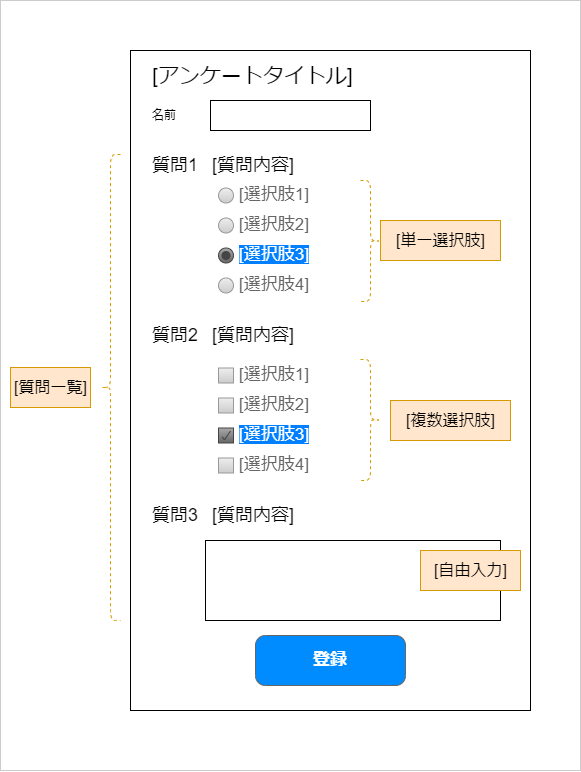 [アンケートタイトル]
名前
質問1 [質問内容]
[選択肢1]
[選択肢2]
[選択肢3]
[選択肢4]
[単一選択肢]
質問2 [質問内容]
[選択肢1]
[選択肢2]
[選択肢3]
[選択肢4]
[複数選択肢]
[質問一覧]
質問3 [質問内容]
[自由入力]
登録